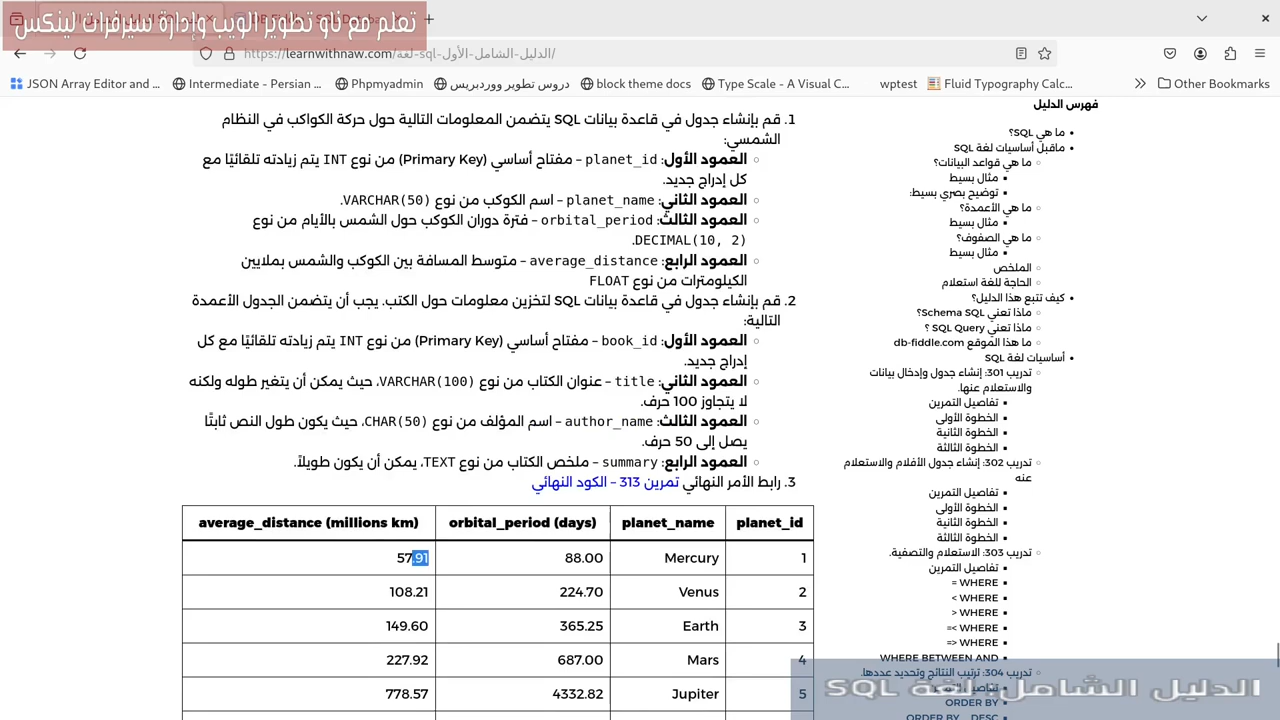 تعلم مع ناو تطوير الويب وإدارة سيرفرات لينكس
https://learnwithnaw.com/الدليل-الشامل-الأول-sql-لغة/
JSON Array Editor and ...
Intermediate - Persian ...
Phpmyadmin
دروس تطوير ووردبريس
block theme docs
Type Scale - A Visual C...
wptest
Fluid Typography Calc...
Other Bookmarks
1. قم بإنشاء جدول في قاعدة بيانات SQL يتضمن المعلومات التالية حول حركة الكواكب في النظام
الشمسي:
العمود الأول: planet_id – مفتاح أساسي (Primary Key) من نوع INT يتم زيادته تلقائيًا مع
كل إدراج جديد.
العمود الثاني: planet_name – اسم الكوكب من نوع VARCHAR(50).
العمود الثالث: orbital_period – فترة دوران الكوكب حول الشمس بالأيام من نوع
DECIMAL(10, 2).
العمود الرابع: average_distance – متوسط المسافة بين الكوكب والشمس بملايين
الكيلومترات من نوع FLOAT
2. قم بإنشاء جدول في قاعدة بيانات SQL لتخزين معلومات حول الكتب. يجب أن يتضمن الجدول الأعمدة
التالية:
العمود الأول: book_id – مفتاح أساسي (Primary Key) من نوع INT يتم زيادته تلقائيًا مع كل
إدراج جديد.
العمود الثاني: title – عنوان الكتاب من نوع VARCHAR(100)، حيث يمكن أن يتغير طوله ولكنه
لا يتجاوز 100 حرف.
العمود الثالث: author_name – اسم المؤلف من نوع CHAR(50)، حيث يكون طول النص ثابتًا
يصل إلى 50 حرف.
العمود الرابع: summary – ملخص الكتاب من نوع TEXT، يمكن أن يكون طويلاً.
3. رابط الأمر النهائي تمرين 313 – الكود النهائي
planet_id planet_name orbital_period (days) average_distance (millions km)
1 Mercury 88.00 57.91
2 Venus 224.70 108.21
3 Earth 365.25 149.60
4 Mars 687.00 227.92
5 Jupiter 4332.82 778.57
فهرس الدليل
ما هي SQL؟
ماقبل أساسيات لغة SQL
ما هي قواعد البيانات؟
مثال بسيط
توضيح بصري بسيط:
ما هي الأعمدة؟
مثال بسيط
ما هي الصفوف؟
مثال بسيط
الملخص
الحاجة للغة استعلام
كيف تتبع هذا الدليل؟
ماذا تعني Schema SQL؟
ماذا تعني SQL Query ؟
ما هذا الموقع db-fiddle.com
أساسيات لغة SQL
تدريب 301: إنشاء جدول وإدخال بيانات
والاستعلام عنها.
تفاصيل التمرين
الخطوة الأولى
الخطوة الثانية
الخطوة الثالثة
تدريب 302: إنشاء جدول الأفلام والاستعلام
عنه
تفاصيل التمرين
الخطوة الأولى
الخطوة الثانية
الخطوة الثالثة
تدريب 303: الاستعلام والتصفية.
تفاصيل التمرين
= WHERE
< WHERE
> WHERE
=< WHERE
=> WHERE
WHERE BETWEEN AND
تدريب 304: ترتيب النتائج وتحديد عددها.
ORDER BY
ORDER BY ... DESC
الدليل الشامل: لغة SQL